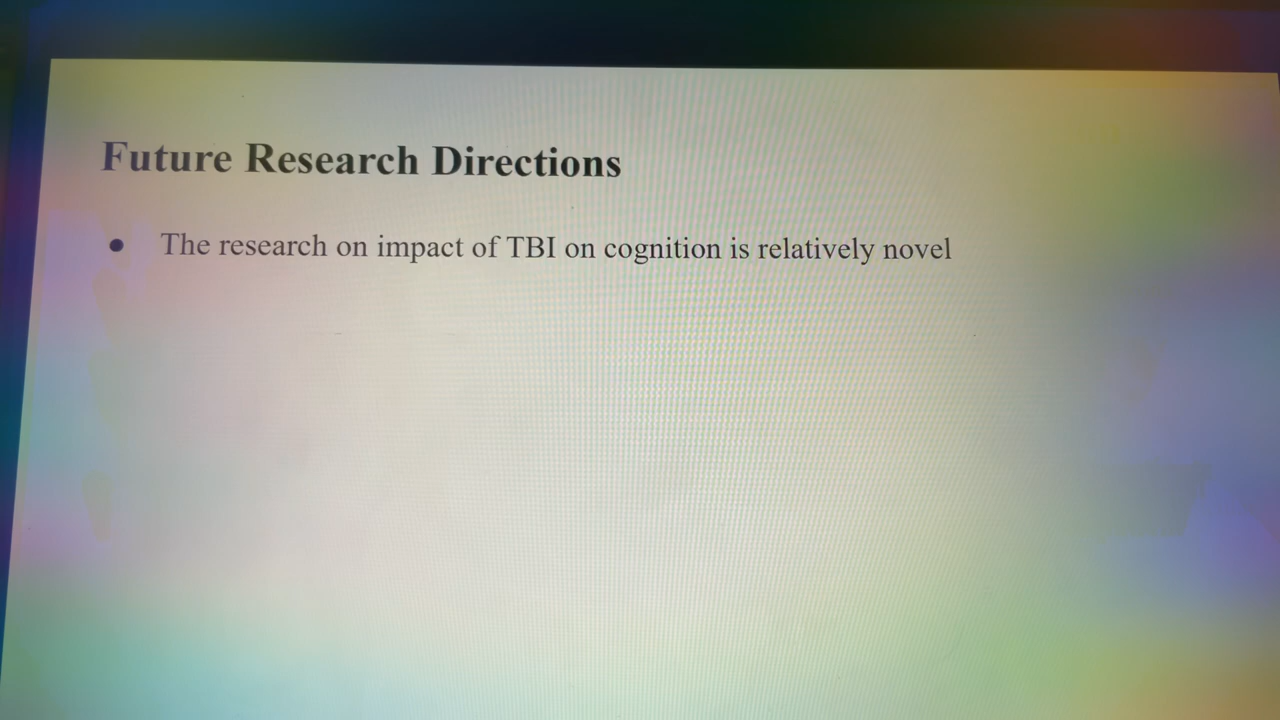 Future Research Directions
● The research on impact of TBI on cognition is relatively novel